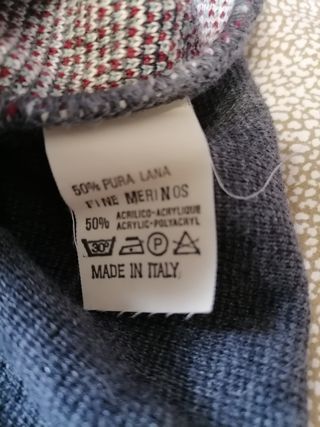 50% PURA LANA
FINE MERINOS
50% ACRILICO-ACRYLIQUE
ACRYLIC-POLYACRYL
30° P A
MADE IN ITALY